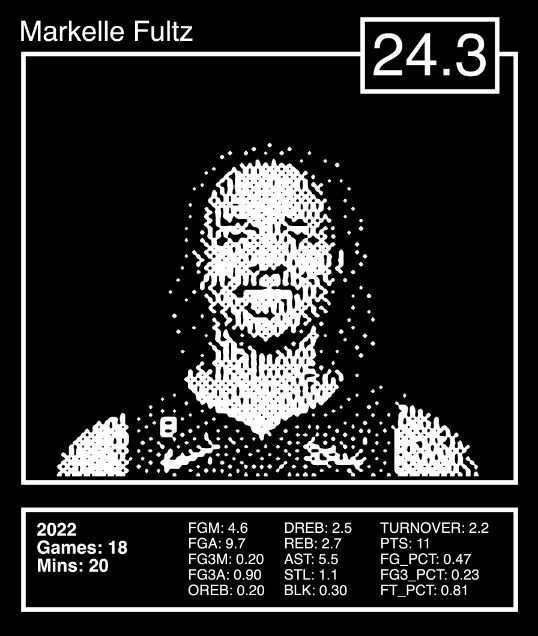 Markelle Fultz
24.3
2022
Games: 18
Mins: 20
FGM: 4.6
FGA: 9.7
FG3M: 0.20
FG3A: 0.90
OREB: 0.20
DREB: 2.5
REB: 2.7
AST: 5.5
STL: 1.1
BLK: 0.30
TURNOVER: 2.2
PTS: 11
FG_PCT: 0.47
FG3_PCT: 0.23
FT_PCT: 0.81